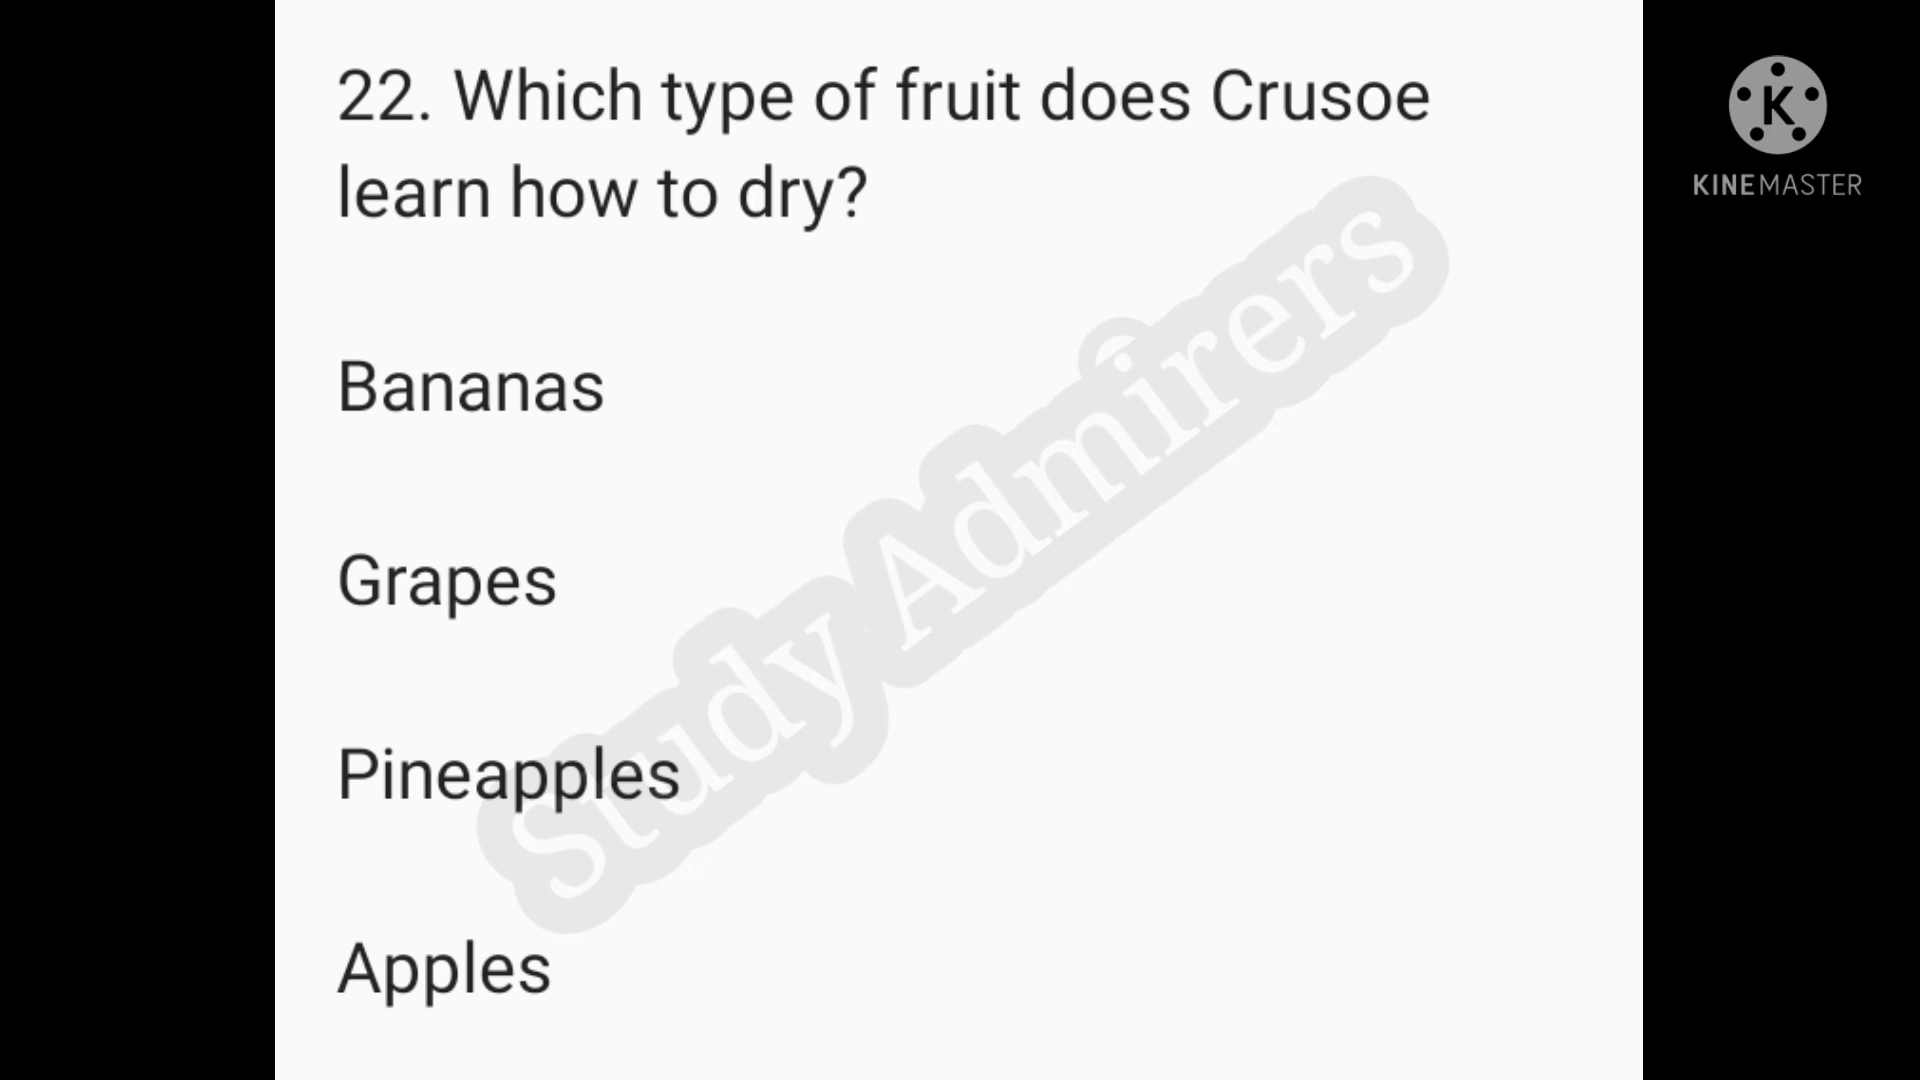 22. Which type of fruit does Crusoe
learn how to dry?
Bananas
Grapes
Pineapples
Apples
Study Admirers
K
KINEMASTER